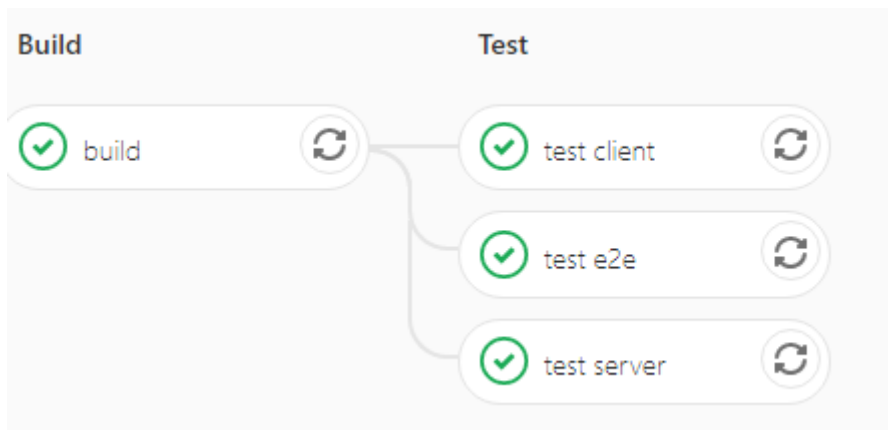 Build
build
Test
test client
test e2e
test server